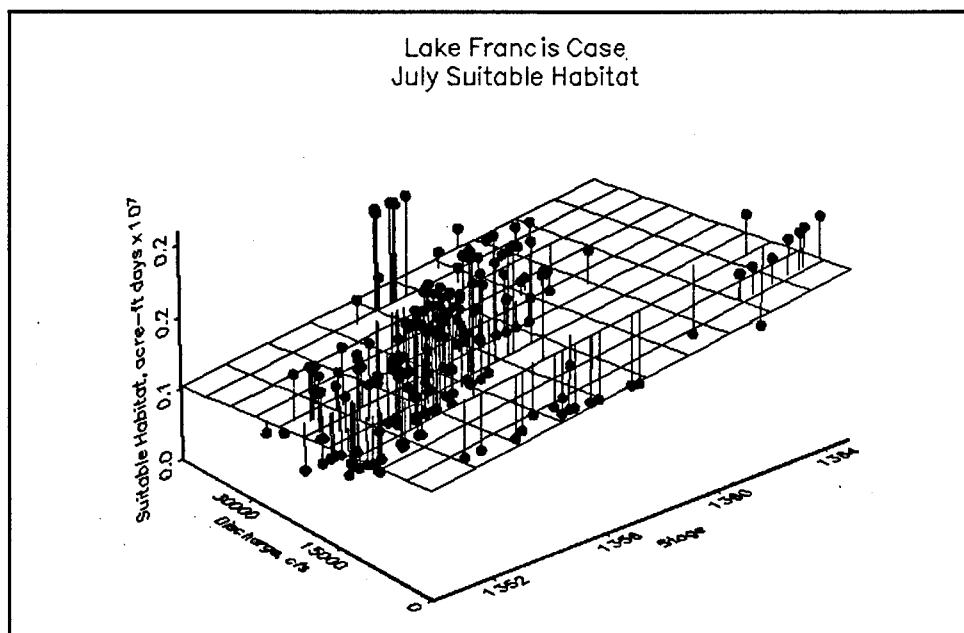 Lake Francis Case
July Suitable Habitat
Suitable Habitat, acre-ft days x 10⁷
0.2
0.2
0.1
0.0
30000
15000
0
Discharge, cfs
1352
1356
1360
1364
Stage